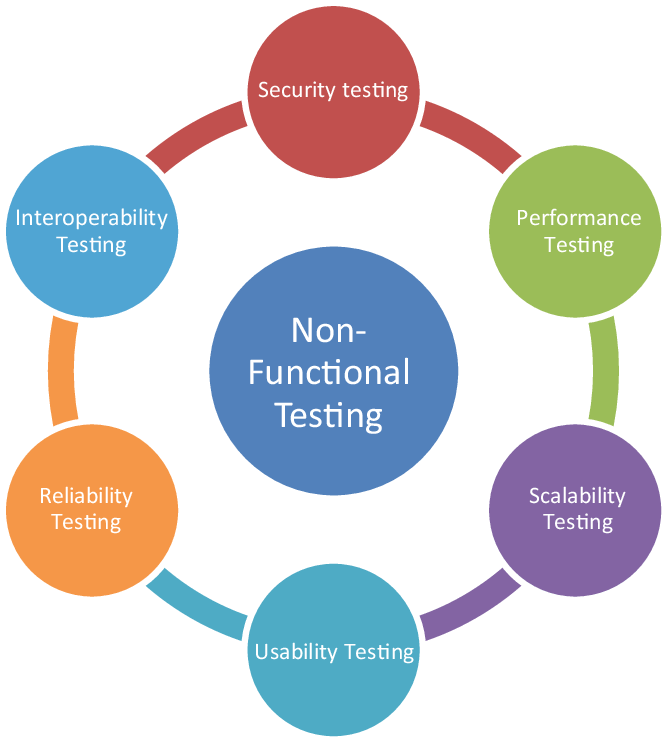 Security testing
Performance
Testing
Scalability
Testing
Usability Testing
Reliability
Testing
Interoperability
Testing
Non-
Functional
Testing